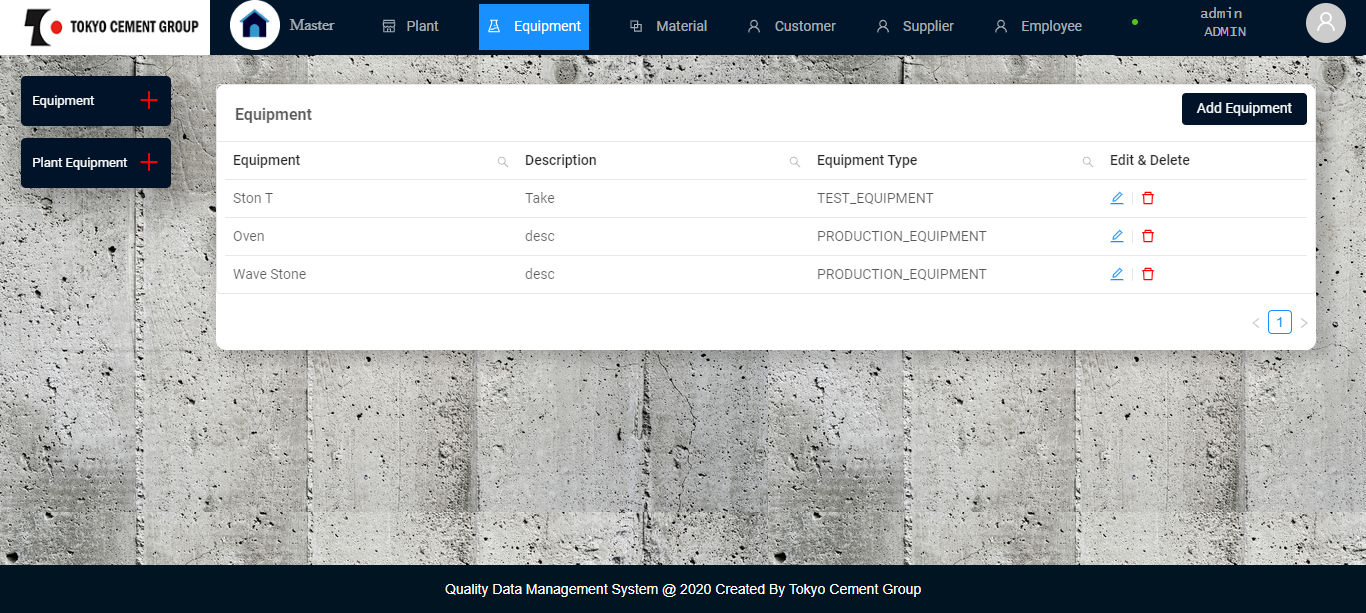 TOKYO CEMENT GROUP
Master
Plant
Equipment
Material
Customer
Supplier
Employee
admin
ADMIN
Equipment
Plant Equipment
Equipment
Add Equipment
Equipment Description Equipment Type Edit & Delete
Ston T Take TEST_EQUIPMENT
Oven desc PRODUCTION_EQUIPMENT
Wave Stone desc PRODUCTION_EQUIPMENT
< 1 >
Quality Data Management System @ 2020 Created By Tokyo Cement Group